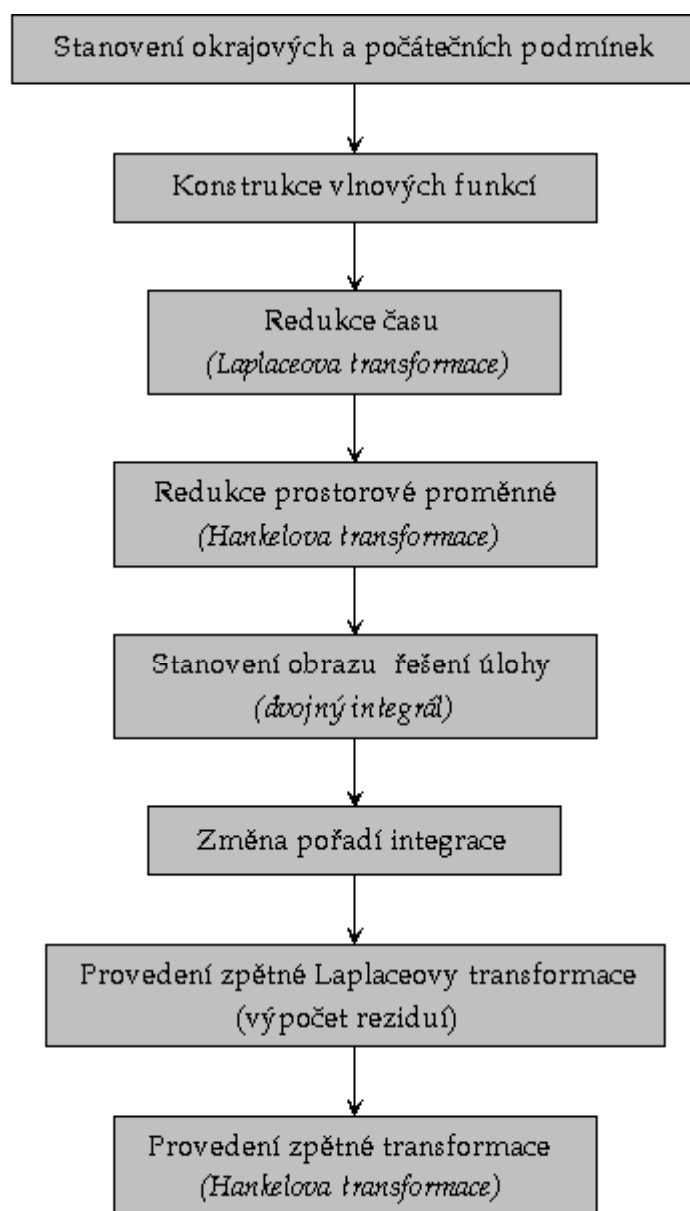 Stanovení okrajových a počátečních podmínek
Konstrukce vlnových funkcí
Redukce času
(Laplaceova transformace)
Redukce prostorové proměnné
(Hankelova transformace)
Stanovení obrazu řešení úlohy
(dvojný integrál)
Změna pořadí integrace
Provedení zpětné Laplaceovy transformace
(výpočet reziduí)
Provedení zpětné transformace
(Hankelova transformace)